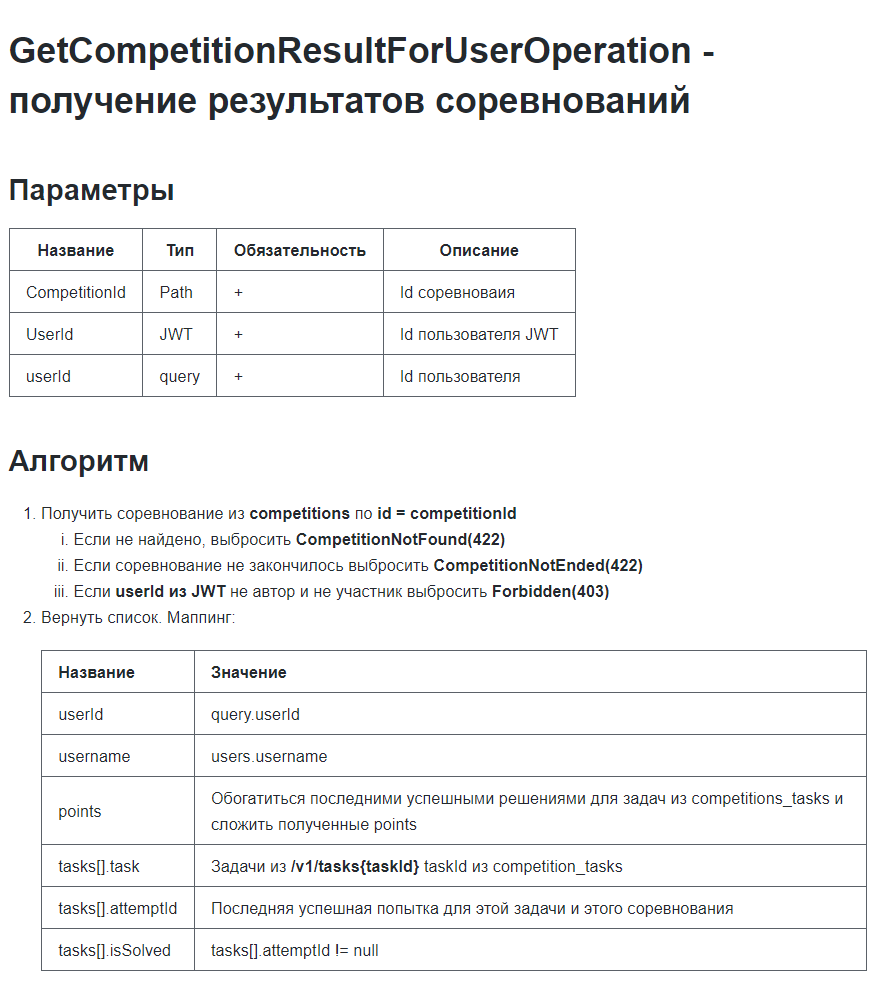 GetCompetitionResultForUserOperation -
получение результатов соревнований
Параметры
Название Тип Обязательность Описание
CompetitionId Path + Id соревноваия
UserId JWT + Id пользователя JWT
userId query + Id пользователя
Алгоритм
1. Получить соревнование из competitions по id = competitionId
i. Если не найдено, выбросить CompetitionNotFound(422)
ii. Если соревнование не закончилось выбросить CompetitionNotEnded(422)
iii. Если userId из JWT не автор и не участник выбросить Forbidden(403)
2. Вернуть список. Маппинг:
Название Значение
userId query.userId
username users.username
points Обогатиться последними успешными решениями для задач из competitions_tasks и
сложить полученные points
tasks[].task Задачи из /v1/tasks{taskId} taskId из competition_tasks
tasks[].attemptId Последняя успешная попытка для этой задачи и этого соревнования
tasks[].isSolved tasks[].attemptId != null